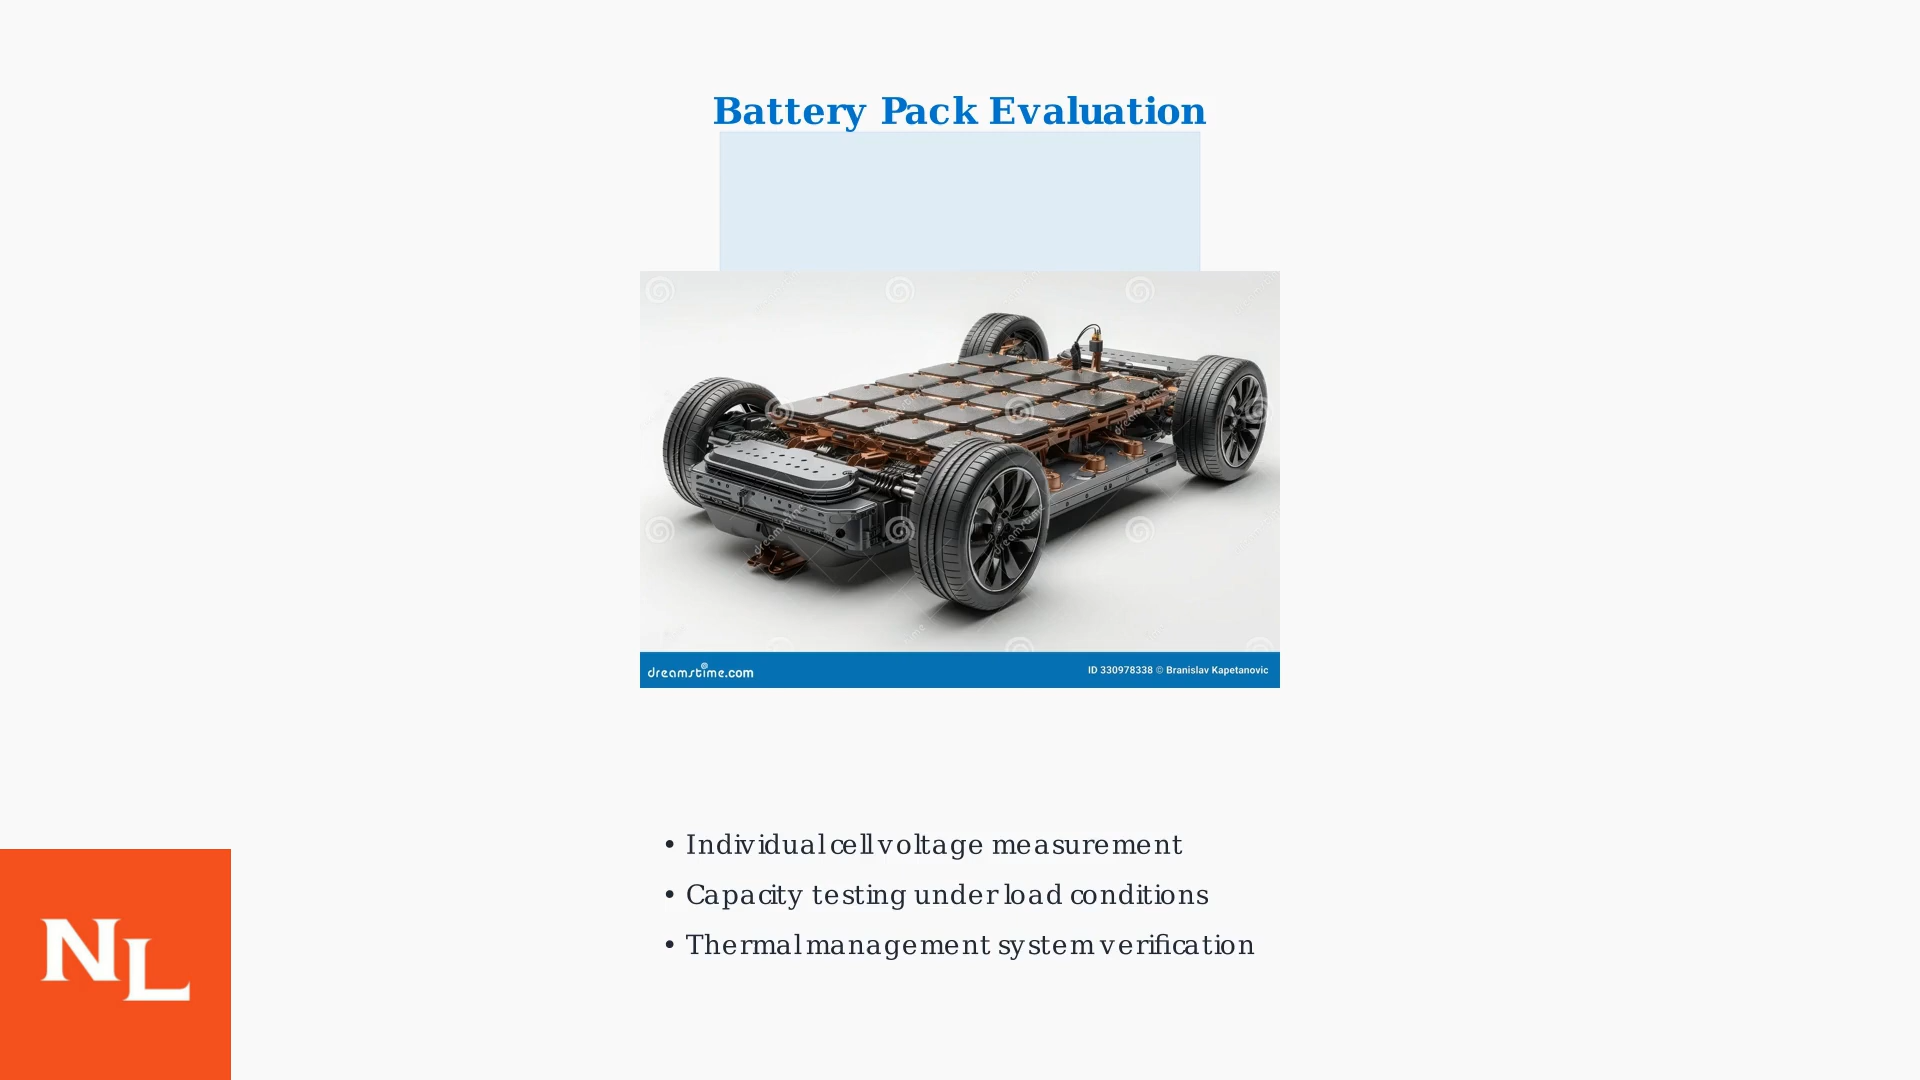 Battery Pack Evaluation
dreamstime.com
ID 330978338 © Branislav Kapetanovic
• Individual cell voltage measurement
• Capacity testing under load conditions
• Thermal management system verification
NL